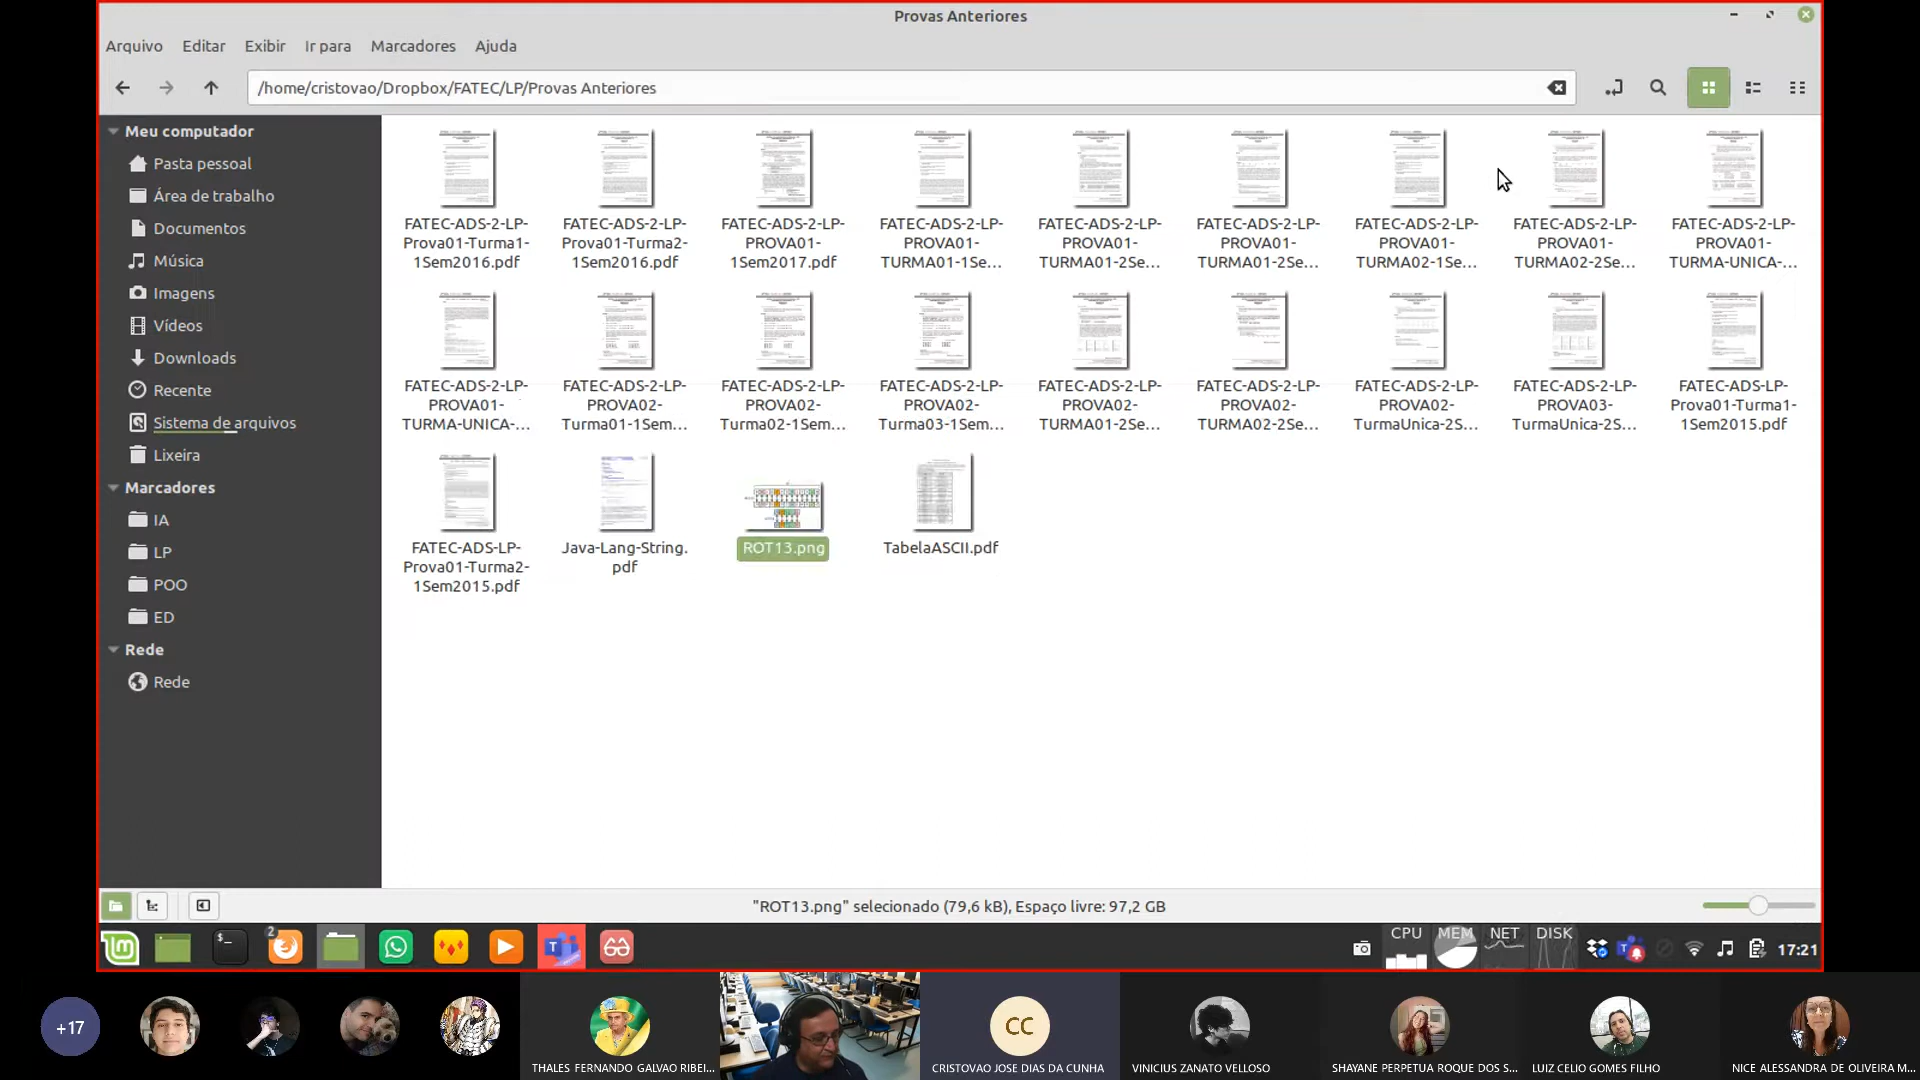 Provas Anteriores
Arquivo Editar Exibir Ir para Marcadores Ajuda
/home/cristovao/Dropbox/FATEC/LP/Provas Anteriores
Meu computador
Pasta pessoal
Área de trabalho
Documentos
Música
Imagens
Vídeos
Downloads
Recente
Sistema de arquivos
Lixeira
Marcadores
IA
LP
POO
ED
Rede
Rede
FATEC-ADS-2-LP-
Prova01-Turma1-
1Sem2016.pdf
FATEC-ADS-2-LP-
Prova01-Turma2-
1Sem2016.pdf
FATEC-ADS-2-LP-
PROVA01-
1Sem2017.pdf
FATEC-ADS-2-LP-
PROVA01-
TURMA01-1Se...
FATEC-ADS-2-LP-
PROVA01-
TURMA01-2Se...
FATEC-ADS-2-LP-
PROVA01-
TURMA01-2Se...
FATEC-ADS-2-LP-
PROVA01-
TURMA02-1Se...
FATEC-ADS-2-LP-
PROVA01-
TURMA02-2Se...
FATEC-ADS-2-LP-
PROVA01-
TURMA-UNICA-...
FATEC-ADS-2-LP-
PROVA01-
TURMA-UNICA-...
FATEC-ADS-2-LP-
PROVA02-
Turma01-1Sem...
FATEC-ADS-2-LP-
PROVA02-
Turma02-1Sem...
FATEC-ADS-2-LP-
PROVA02-
Turma03-1Sem...
FATEC-ADS-2-LP-
PROVA02-
TURMA01-2Se...
FATEC-ADS-2-LP-
PROVA02-
TURMA02-2Se...
FATEC-ADS-2-LP-
PROVA02-
TurmaUnica-2S...
FATEC-ADS-2-LP-
PROVA03-
TurmaUnica-2S...
FATEC-ADS-LP-
Prova01-Turma1-
1Sem2015.pdf
FATEC-ADS-LP-
Prova01-Turma2-
1Sem2015.pdf
Java-Lang-String.
pdf
ROT13.png
TabelaASCII.pdf
"ROT13.png" selecionado (79,6 kB), Espaço livre: 97,2 GB
2
CPU MEM NET DISK
17:21
+17
CC
THALES FERNANDO GALVAO RIBEI...
CRISTOVAO JOSE DIAS DA CUNHA
VINICIUS ZANATO VELLOSO
SHAYANE PERPETUA ROQUE DOS S...
LUIZ CELIO GOMES FILHO
NICE ALESSANDRA DE OLIVEIRA M...